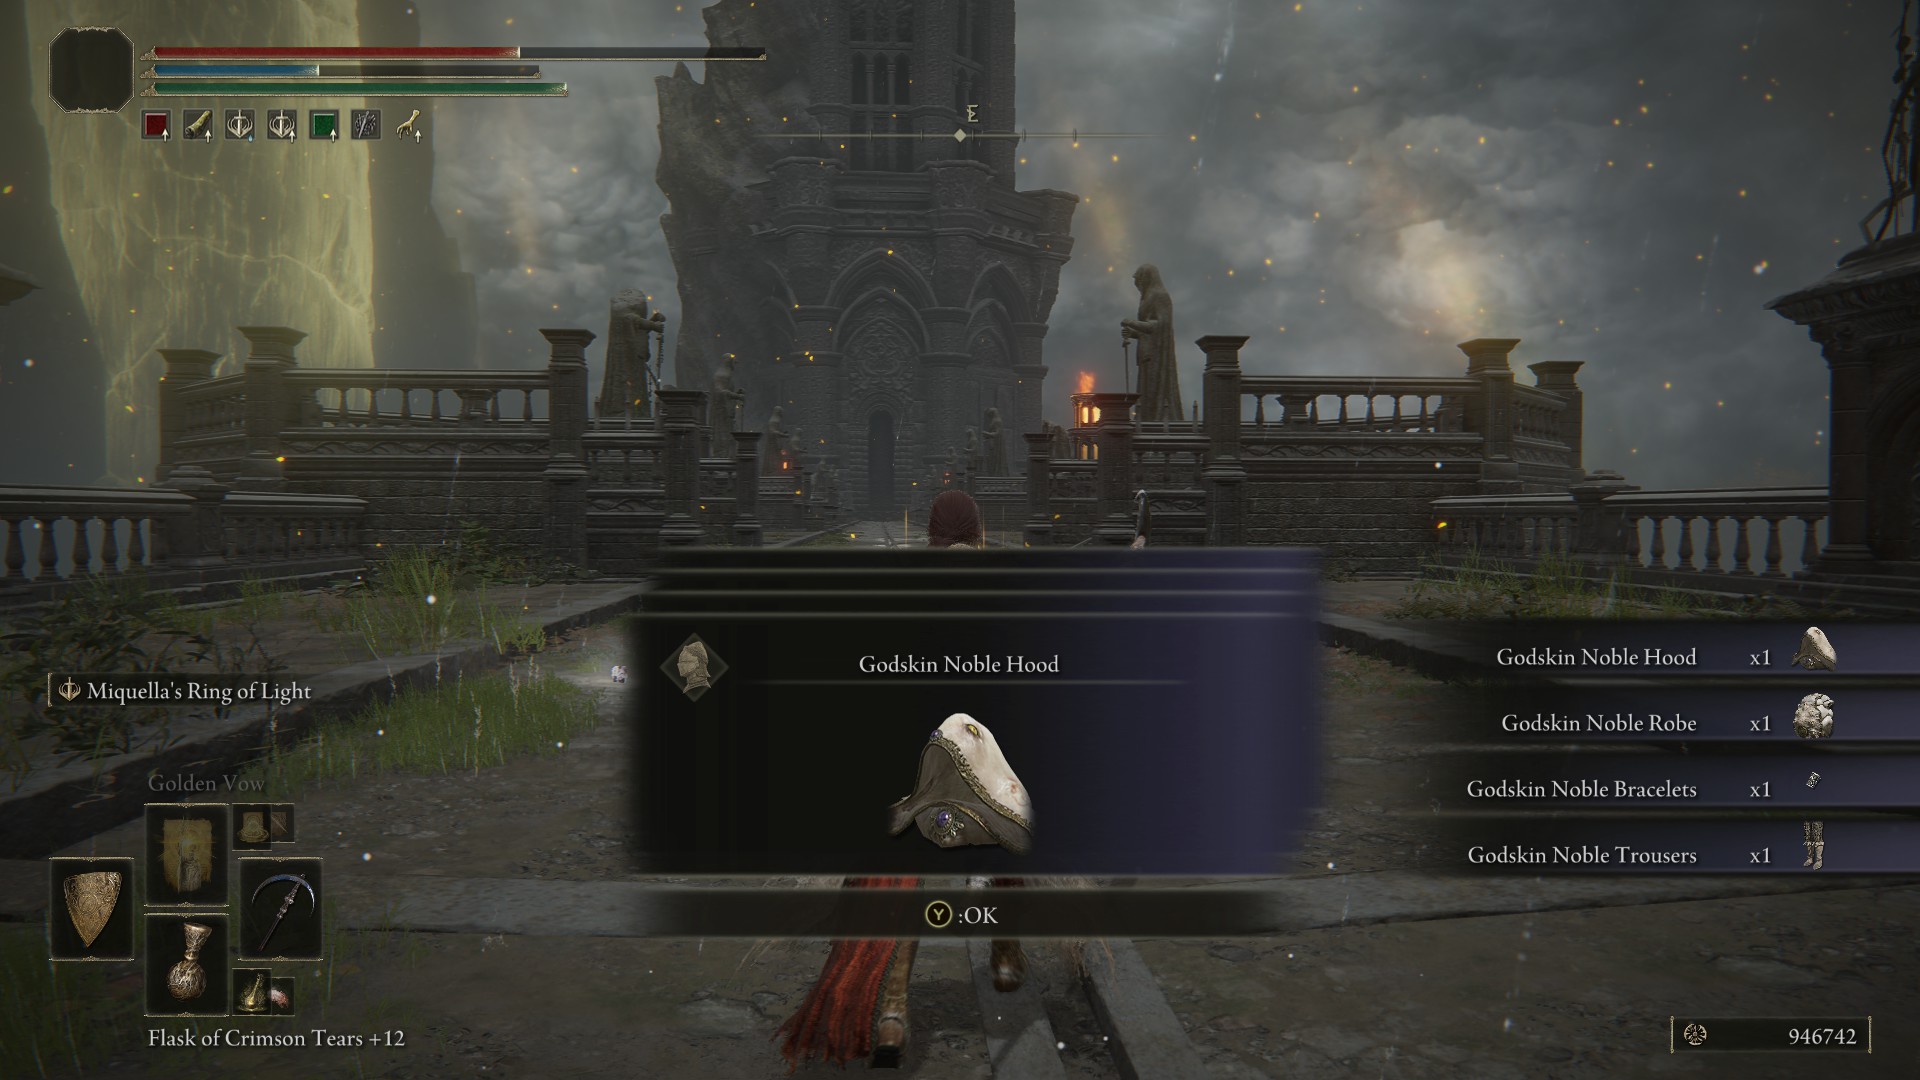 E
Godskin Noble Hood
Miquella's Ring of Light
Godskin Noble Hood x1
Godskin Noble Robe x1
Godskin Noble Bracelets x1
Godskin Noble Trousers x1
Golden Vow
Y :OK
Flask of Crimson Tears +12
946742